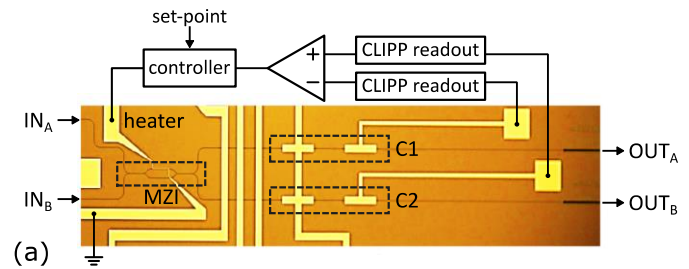 set-point
controller
+
−
CLIPP readout
CLIPP readout
IN_A
heater
C1
OUT_A
IN_B
MZI
C2
OUT_B
(a)